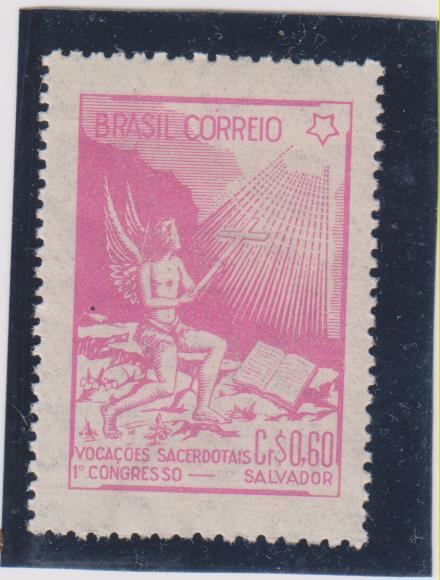 BRASIL CORREIO
VOCAÇÕES SACERDOTAIS Cr$0,60
1º CONGRESSO — SALVADOR